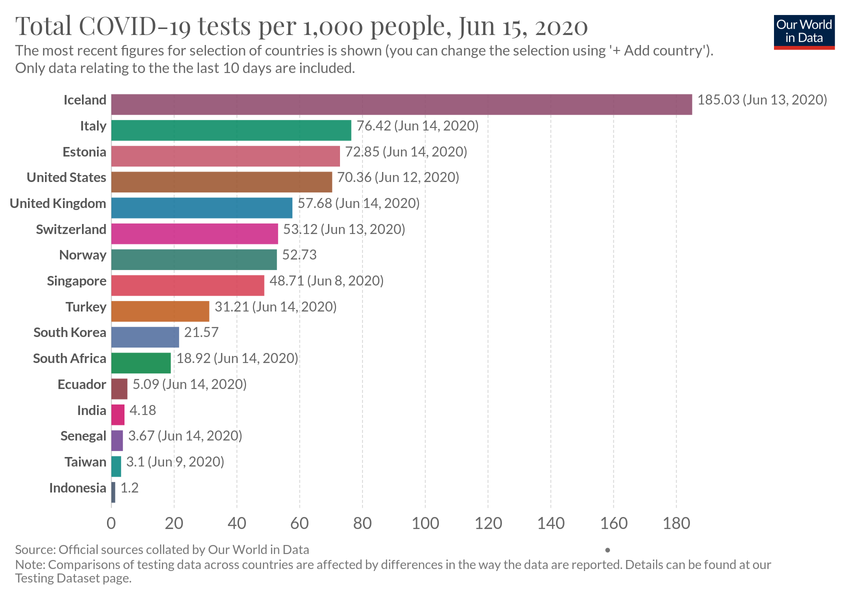 Total COVID-19 tests per 1,000 people, Jun 15, 2020
Our World
in Data
The most recent figures for selection of countries is shown (you can change the selection using '+ Add country').
Only data relating to the the last 10 days are included.
Iceland 185.03 (Jun 13, 2020)
Italy 76.42 (Jun 14, 2020)
Estonia 72.85 (Jun 14, 2020)
United States 70.36 (Jun 12, 2020)
United Kingdom 57.68 (Jun 14, 2020)
Switzerland 53.12 (Jun 13, 2020)
Norway 52.73
Singapore 48.71 (Jun 8, 2020)
Turkey 31.21 (Jun 14, 2020)
South Korea 21.57
South Africa 18.92 (Jun 14, 2020)
Ecuador 5.09 (Jun 14, 2020)
India 4.18
Senegal 3.67 (Jun 14, 2020)
Taiwan 3.1 (Jun 9, 2020)
Indonesia 1.2
0 20 40 60 80 100 120 140 160 180
Source: Official sources collated by Our World in Data •
Note: Comparisons of testing data across countries are affected by differences in the way the data are reported. Details can be found at our
Testing Dataset page.